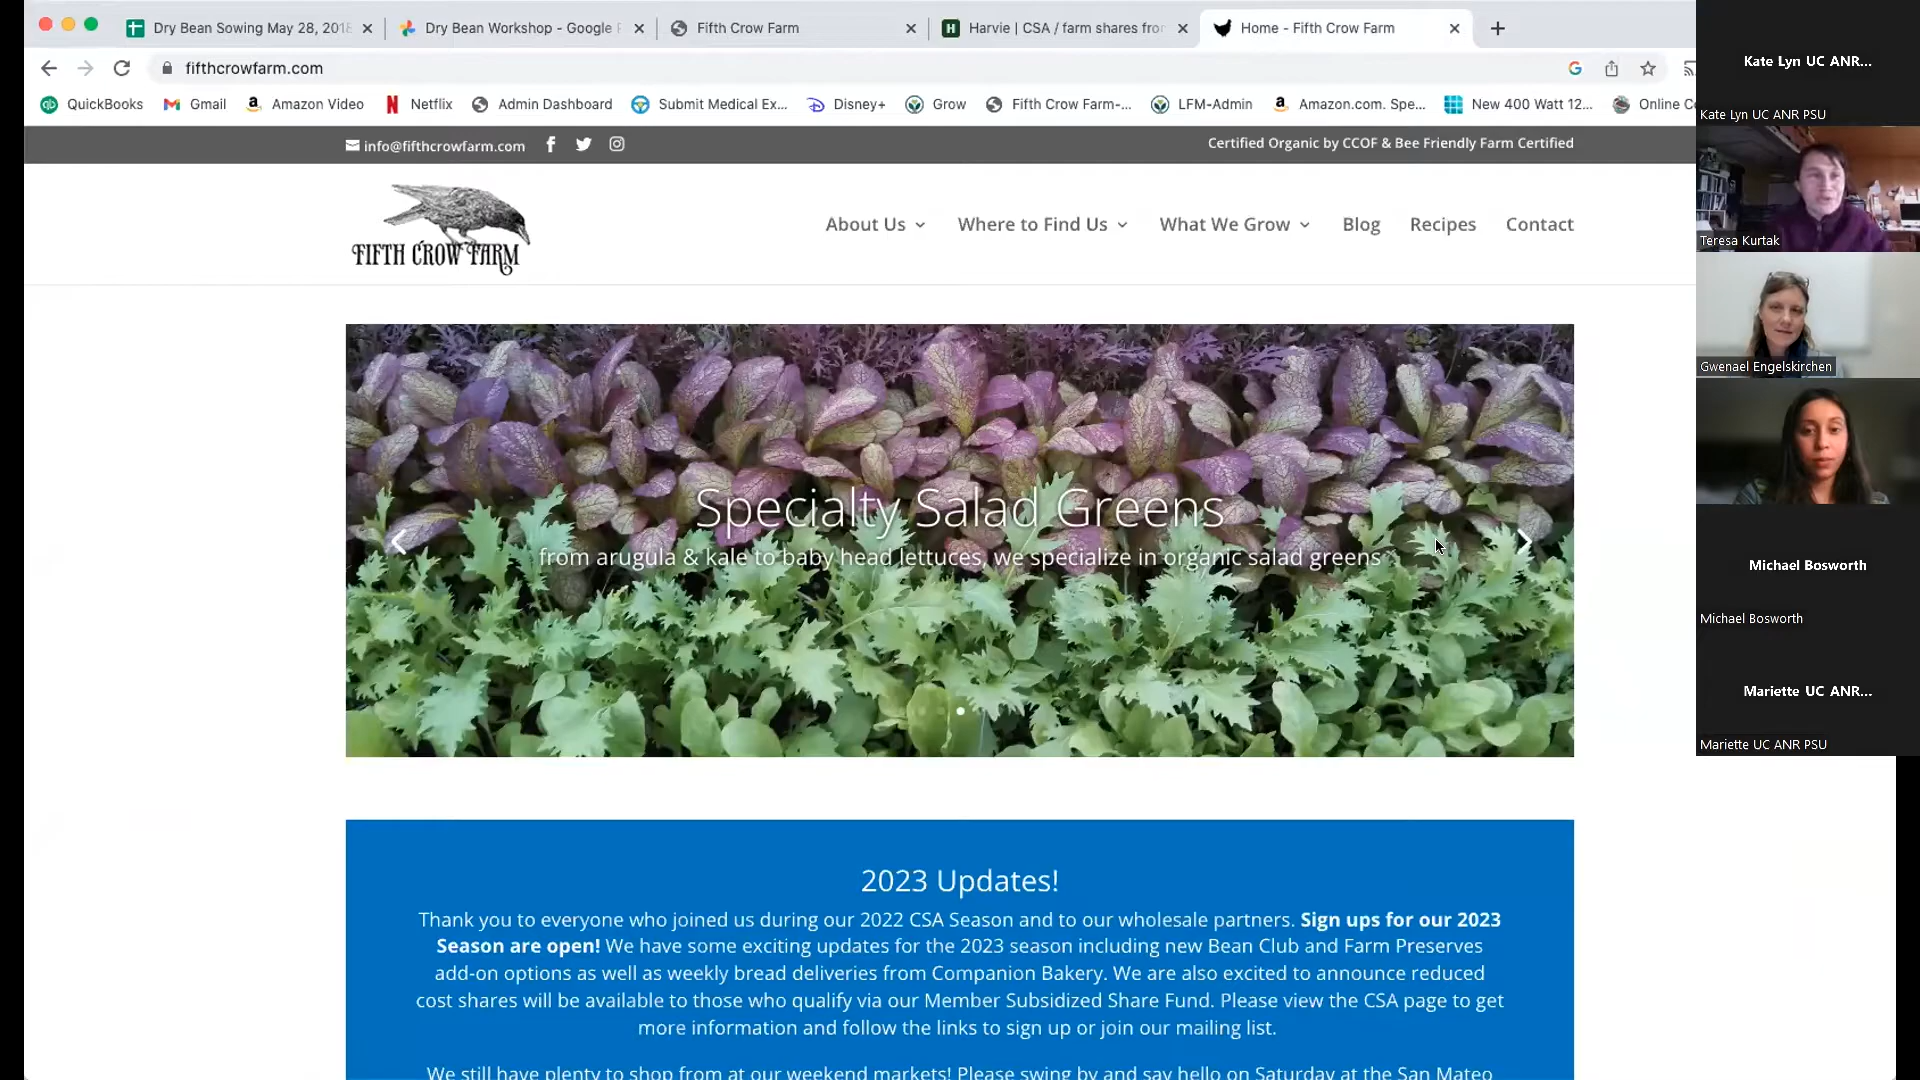 Dry Bean Sowing May 28, 2018
Dry Bean Workshop - Google P
Fifth Crow Farm
Harvie | CSA / farm shares fro
Home - Fifth Crow Farm
fifthcrowfarm.com
QuickBooks
Gmail
Amazon Video
Netflix
Admin Dashboard
Submit Medical Ex...
Disney+
Grow
Fifth Crow Farm-...
LFM-Admin
Amazon.com. Spe...
New 400 Watt 12...
Online Co
info@fifthcrowfarm.com
Certified Organic by CCOF & Bee Friendly Farm Certified
FIFTH CROW FARM
About Us
Where to Find Us
What We Grow
Blog
Recipes
Contact
Specialty Salad Greens
from arugula & kale to baby head lettuces, we specialize in organic salad greens
2023 Updates!
Thank you to everyone who joined us during our 2022 CSA Season and to our wholesale partners. Sign ups for our 2023
Season are open! We have some exciting updates for the 2023 season including new Bean Club and Farm Preserves
add-on options as well as weekly bread deliveries from Companion Bakery. We are also excited to announce reduced
cost shares will be available to those who qualify via our Member Subsidized Share Fund. Please view the CSA page to get
more information and follow the links to sign up or join our mailing list.
We still have plenty to shop from at our weekend markets! Please swing by and say hello on Saturday at the San Mateo
Kate Lyn UC ANR...
Kate Lyn UC ANR PSU
Teresa Kurtak
Gwenael Engelskirchen
Michael Bosworth
Michael Bosworth
Mariette UC ANR...
Mariette UC ANR PSU